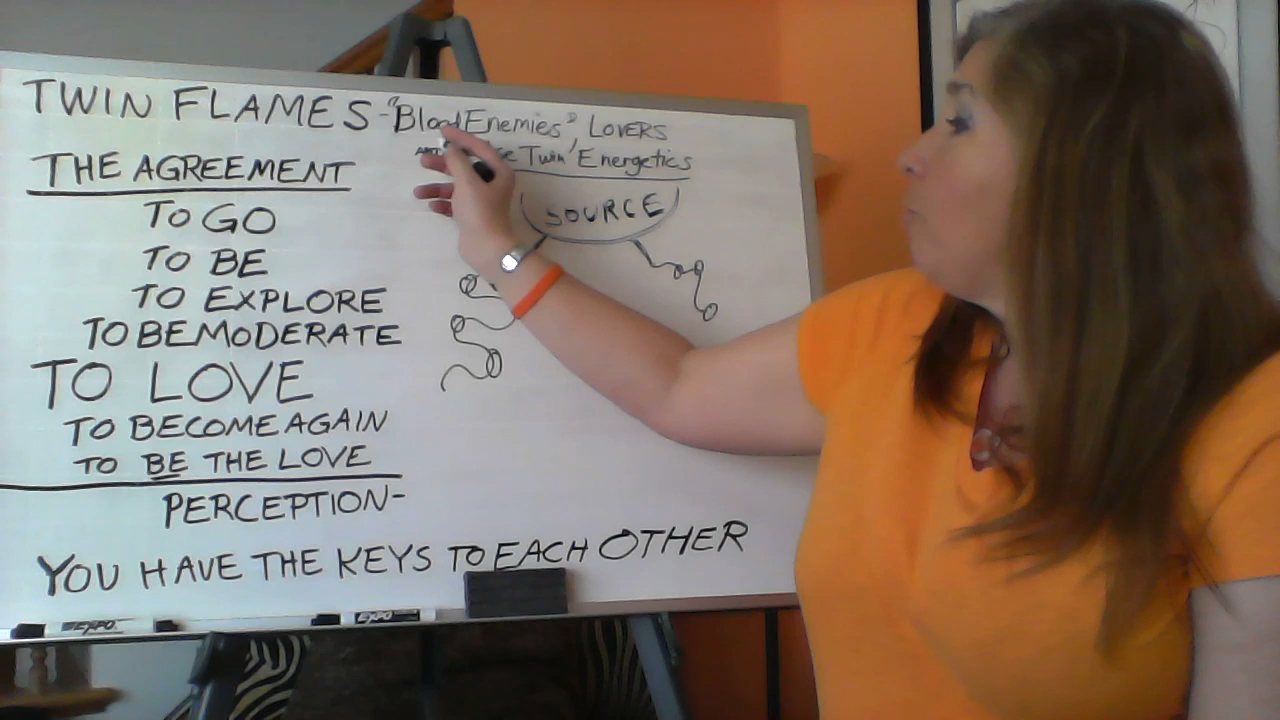 TWIN FLAMES - "Blood Enemies", LOVERS
Twin' Energetics
THE AGREEMENT
SOURCE
TO GO
TO BE
TO EXPLORE
TO BE MODERATE
TO LOVE
TO BECOME AGAIN
TO BE THE LOVE
PERCEPTION-
YOU HAVE THE KEYS TO EACH OTHER
EXPO
EXPO